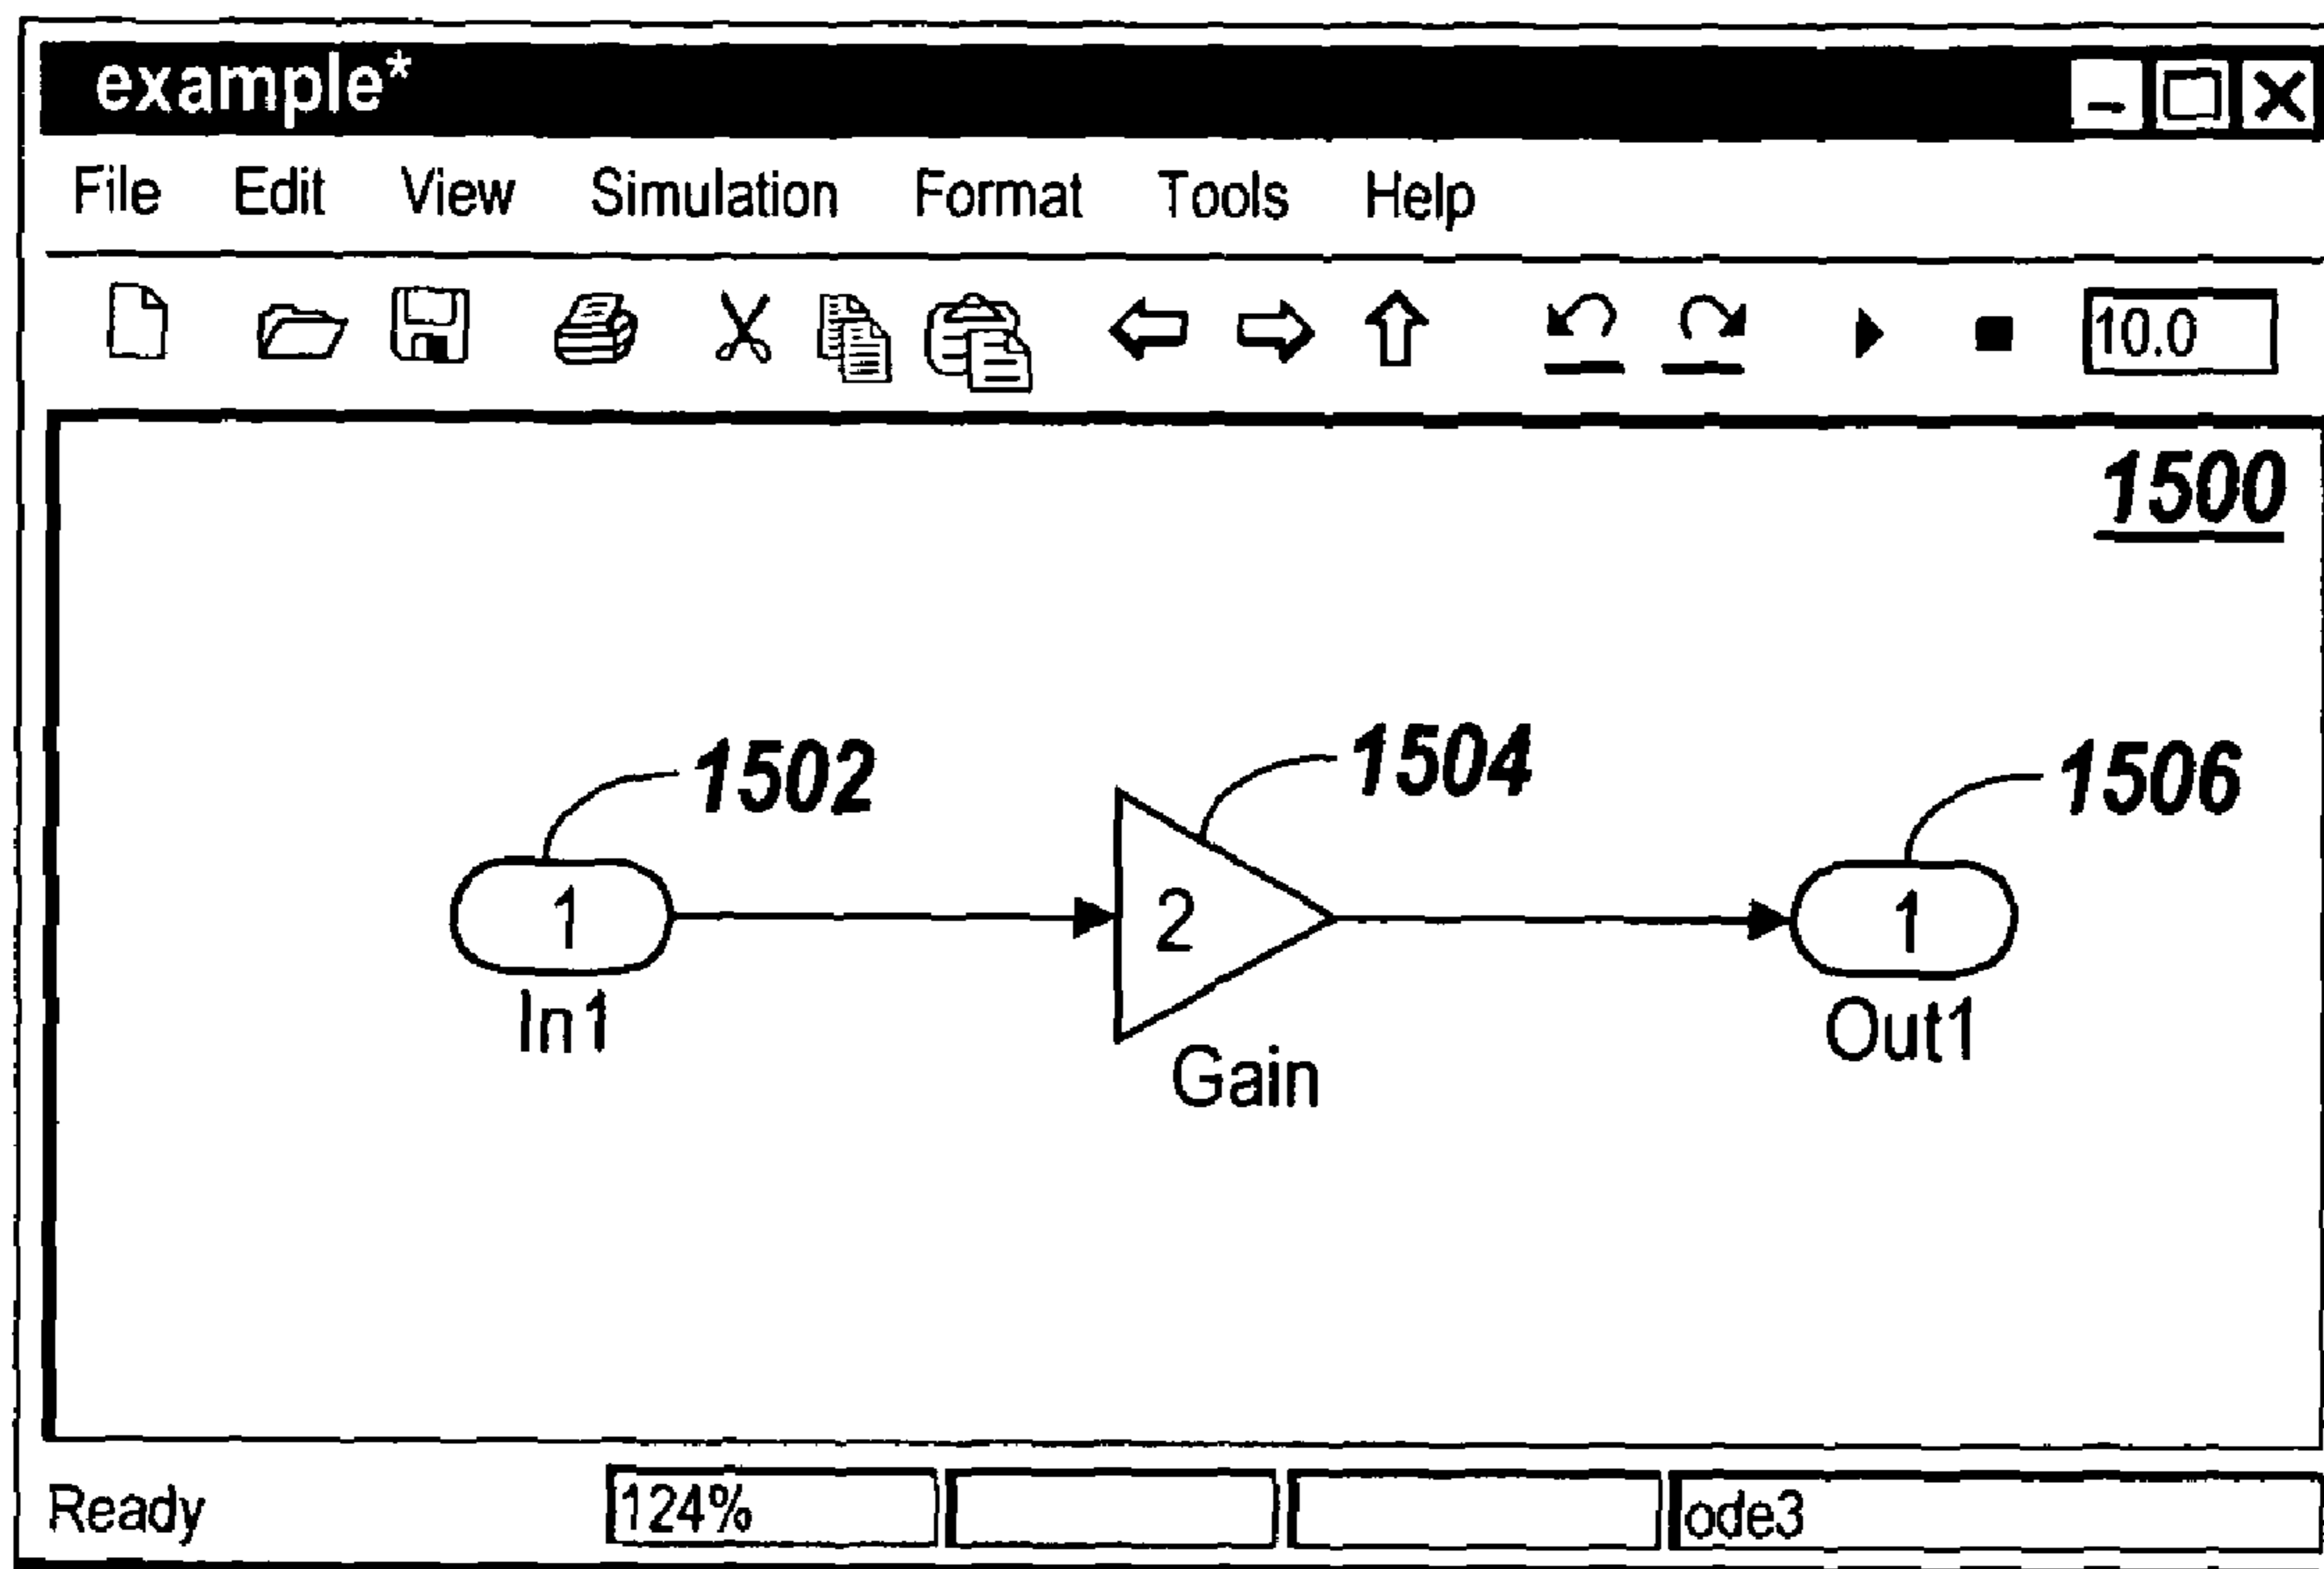 example*
File Edit View Simulation Format Tools Help
10.0
1500
1502 1504 1506
1 2 1
In1 Gain Out1
Ready 124% ode3